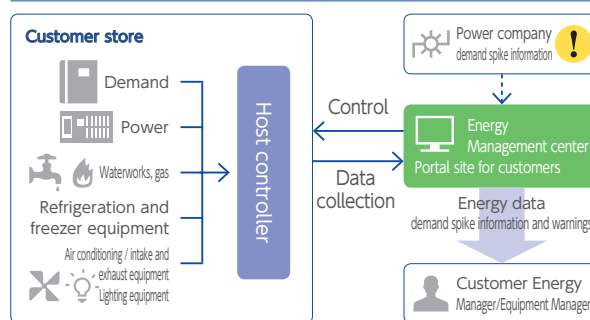 Customer store
Demand
Power
Waterworks, gas
Refrigeration and
freezer equipment
Air conditioning / intake and
exhaust equipment
Lighting equipment
Host controller
Control
Data
collection
Power company
demand spike information
!
Energy
Management center
Portal site for customers
Energy data
demand spike information and warnings
Customer Energy
Manager/Equipment Manager